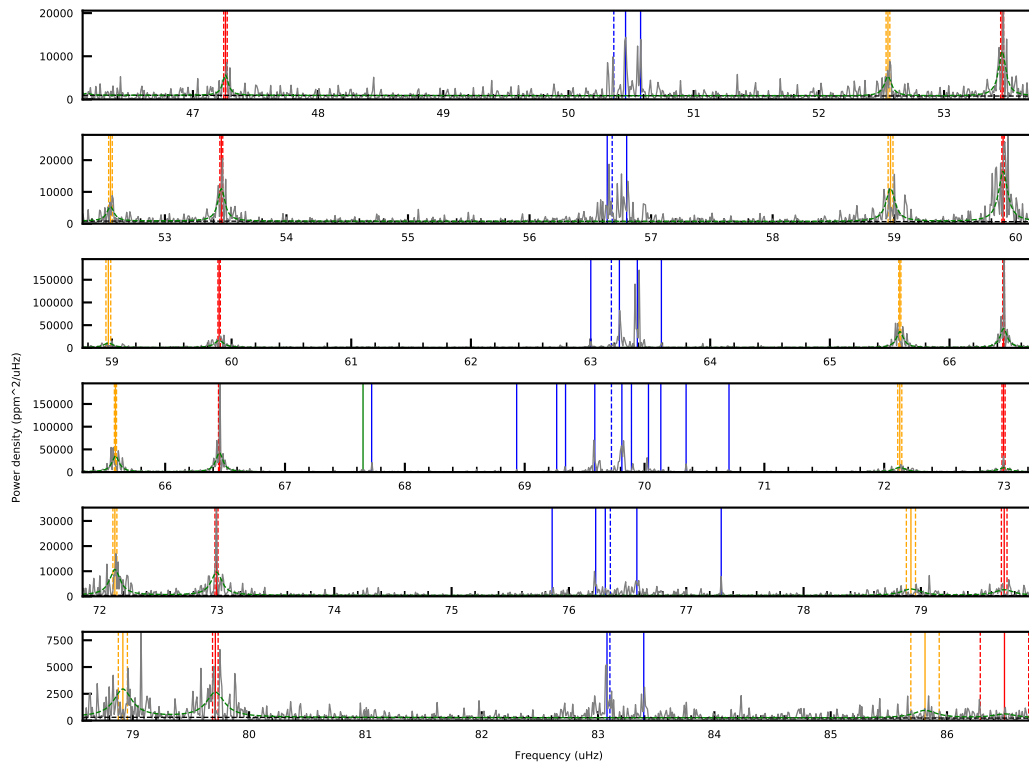 20000
10000
0
47 48 49 50 51 52 53
20000
10000
0
53 54 55 56 57 58 59 60
150000
100000
50000
0
59 60 61 62 63 64 65 66
Power density (ppm^2/uHz)
150000
100000
50000
0
66 67 68 69 70 71 72 73
30000
20000
10000
0
72 73 74 75 76 77 78 79
7500
5000
2500
0
79 80 81 82 83 84 85 86
Frequency (uHz)